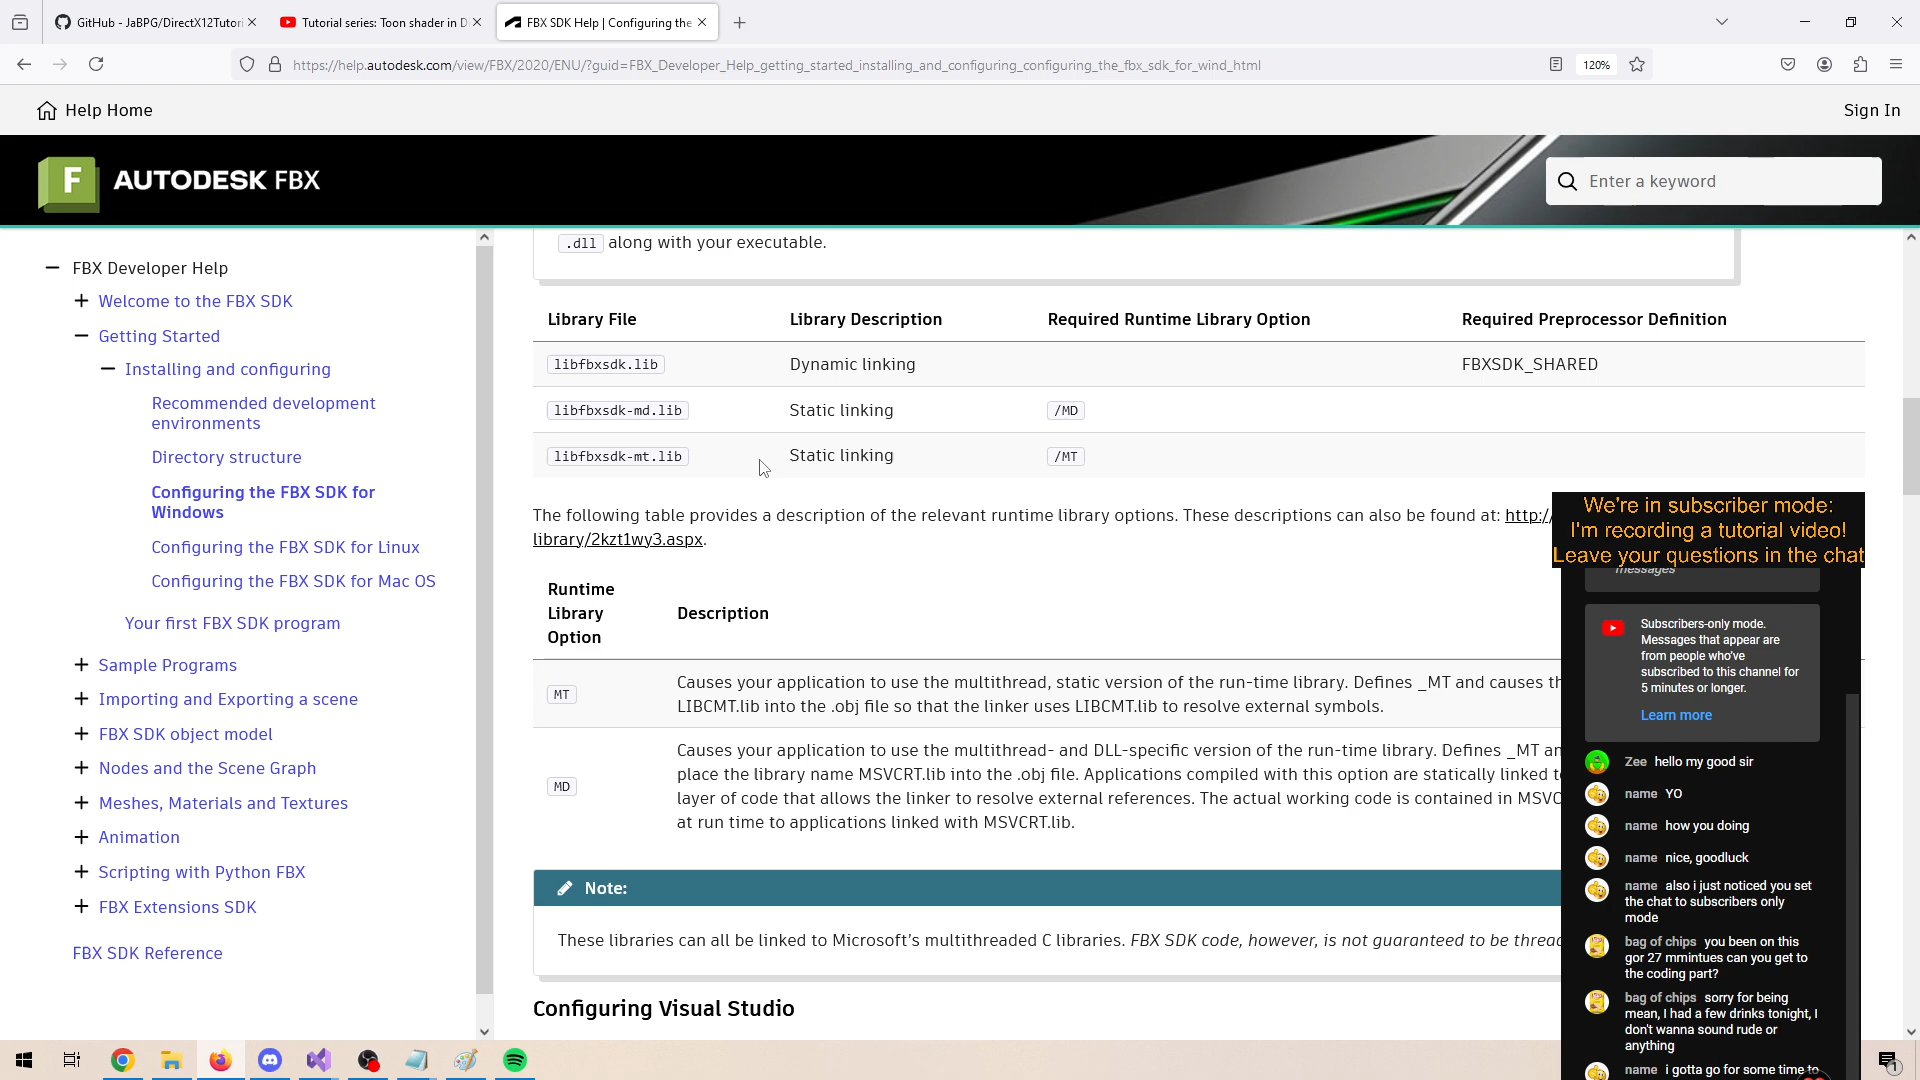 GitHub - JaBPG/DirectX12Tutori
Tutorial series: Toon shader in D
FBX SDK Help | Configuring the
https://help.autodesk.com/view/FBX/2020/ENU/?guid=FBX_Developer_Help_getting_started_installing_and_configuring_configuring_the_fbx_sdk_for_wind_html
120%
Help Home
Sign In
F
AUTODESK FBX
Enter a keyword
FBX Developer Help
Welcome to the FBX SDK
Getting Started
Installing and configuring
Recommended development
environments
Directory structure
Configuring the FBX SDK for
Windows
Configuring the FBX SDK for Linux
Configuring the FBX SDK for Mac OS
Your first FBX SDK program
Sample Programs
Importing and Exporting a scene
FBX SDK object model
Nodes and the Scene Graph
Meshes, Materials and Textures
Animation
Scripting with Python FBX
FBX Extensions SDK
FBX SDK Reference
.dll along with your executable.
Library File Library Description Required Runtime Library Option Required Preprocessor Definition
libfbxsdk.lib Dynamic linking FBXSDK_SHARED
libfbxsdk-md.lib Static linking /MD
libfbxsdk-mt.lib Static linking /MT
The following table provides a description of the relevant runtime library options. These descriptions can also be found at: http:/
library/2kzt1wy3.aspx.
Runtime
Library
Option
Description
MT
Causes your application to use the multithread, static version of the run-time library. Defines _MT and causes th
LIBCMT.lib into the .obj file so that the linker uses LIBCMT.lib to resolve external symbols.
MD
Causes your application to use the multithread- and DLL-specific version of the run-time library. Defines _MT an
place the library name MSVCRT.lib into the .obj file. Applications compiled with this option are statically linked t
layer of code that allows the linker to resolve external references. The actual working code is contained in MSVC
at run time to applications linked with MSVCRT.lib.
Note:
These libraries can all be linked to Microsoft's multithreaded C libraries. FBX SDK code, however, is not guaranteed to be threa
Configuring Visual Studio
We're in subscriber mode:
I'm recording a tutorial video!
Leave your questions in the chat
messages
Subscribers-only mode.
Messages that appear are
from people who've
subscribed to this channel for
5 minutes or longer.
Learn more
Zee hello my good sir
name YO
name how you doing
name nice, goodluck
name also i just noticed you set
the chat to subscribers only
mode
bag of chips you been on this
gor 27 mmintues can you get to
the coding part?
bag of chips sorry for being
mean, I had a few drinks tonight, I
don't wanna sound rude or
anything
name i gotta go for some time to
1